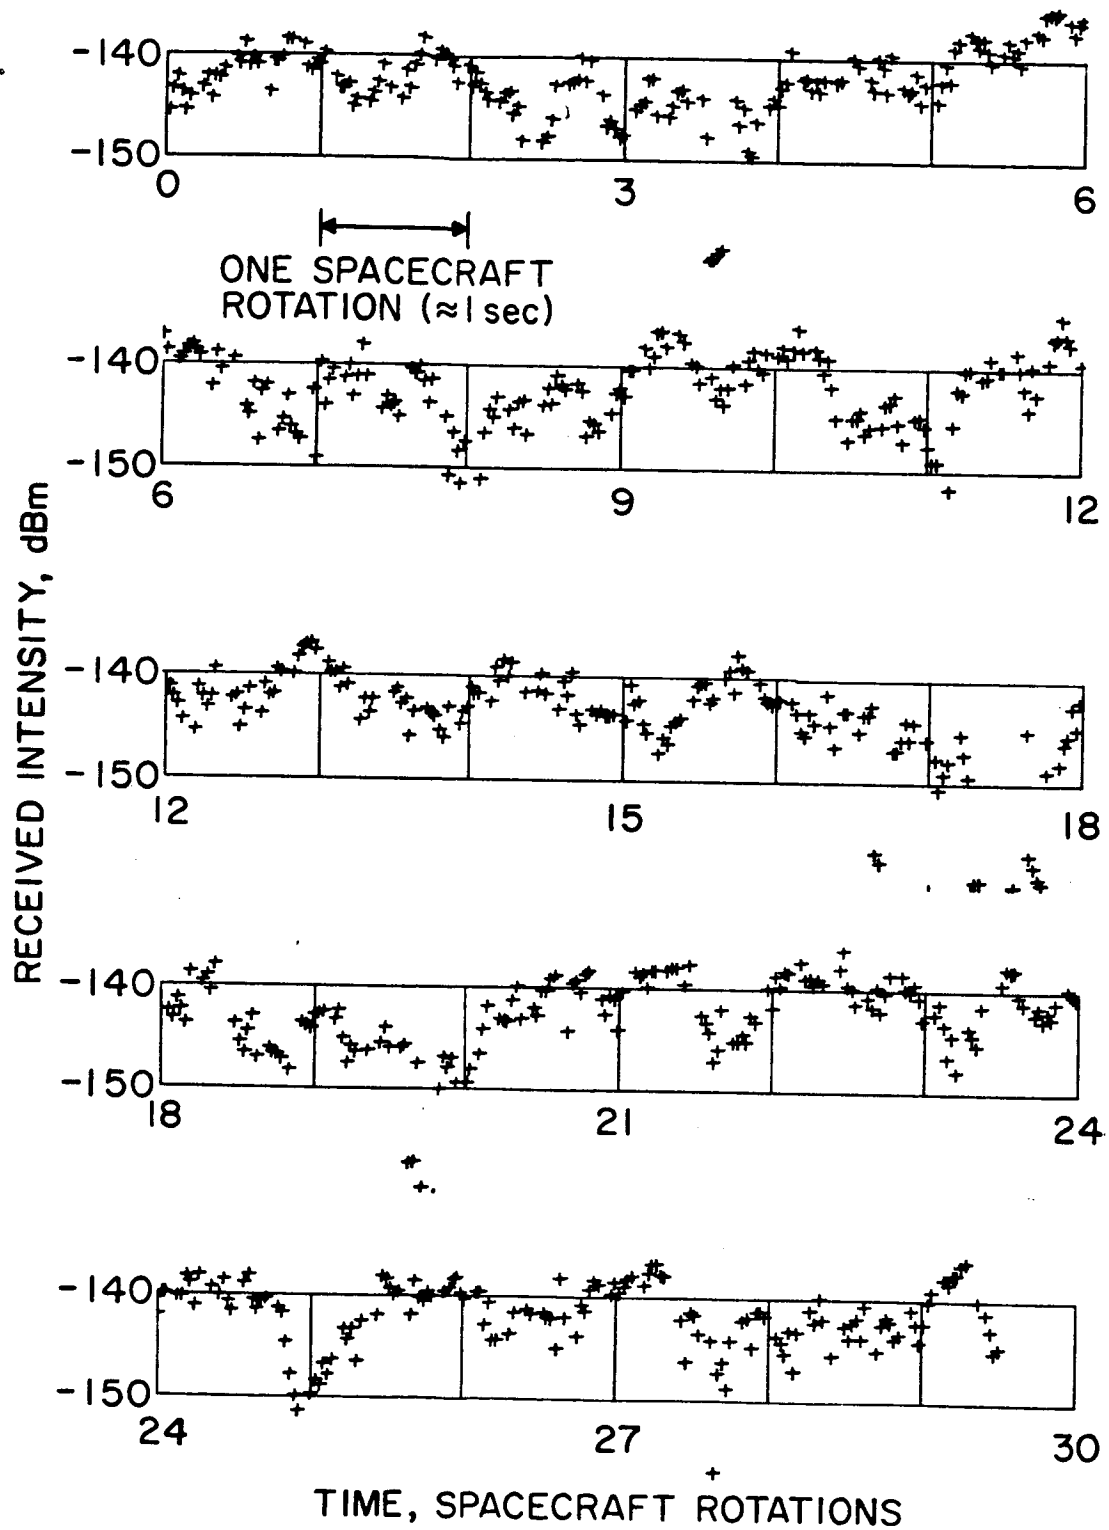 -140
-150
0 3 6
ONE SPACECRAFT
ROTATION (≈1 sec)
-140
-150
6 9 12
RECEIVED INTENSITY, dBm
-140
-150
12 15 18
-140
-150
18 21 24
-140
-150
24 27 30
TIME, SPACECRAFT ROTATIONS